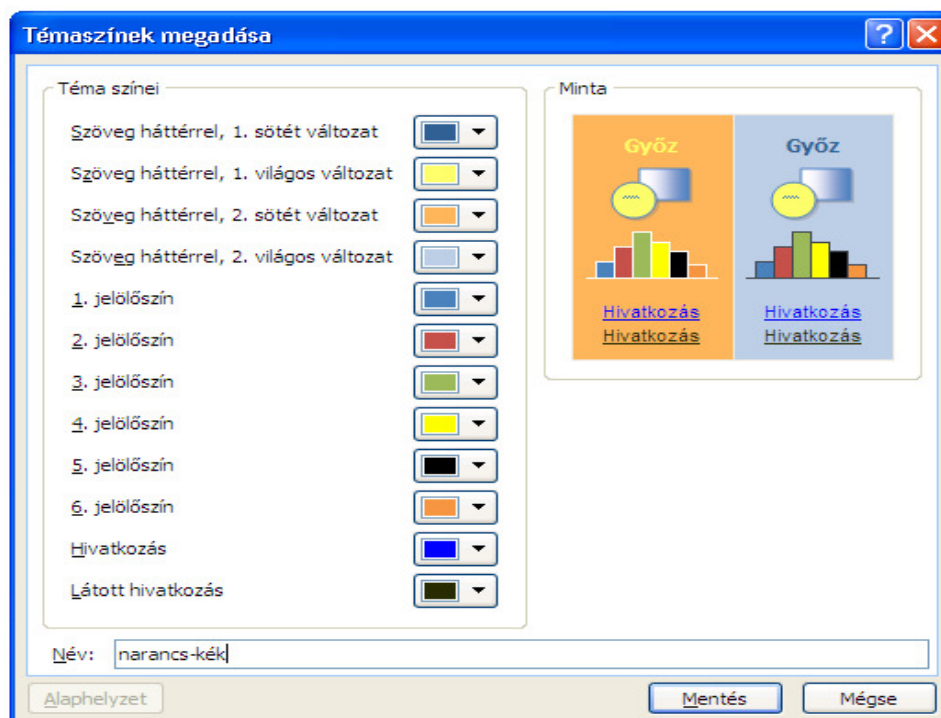 Témaszínek megadása
Téma színei
Szöveg háttérrel, 1. sötét változat
Szöveg háttérrel, 1. világos változat
Szöveg háttérrel, 2. sötét változat
Szöveg háttérrel, 2. világos változat
1. jelölőszín
2. jelölőszín
3. jelölőszín
4. jelölőszín
5. jelölőszín
6. jelölőszín
Hivatkozás
Látott hivatkozás
Minta
Győz Győz
Hivatkozás Hivatkozás
Hivatkozás Hivatkozás
Név: narancs-kék
Alaphelyzet Mentés Mégse